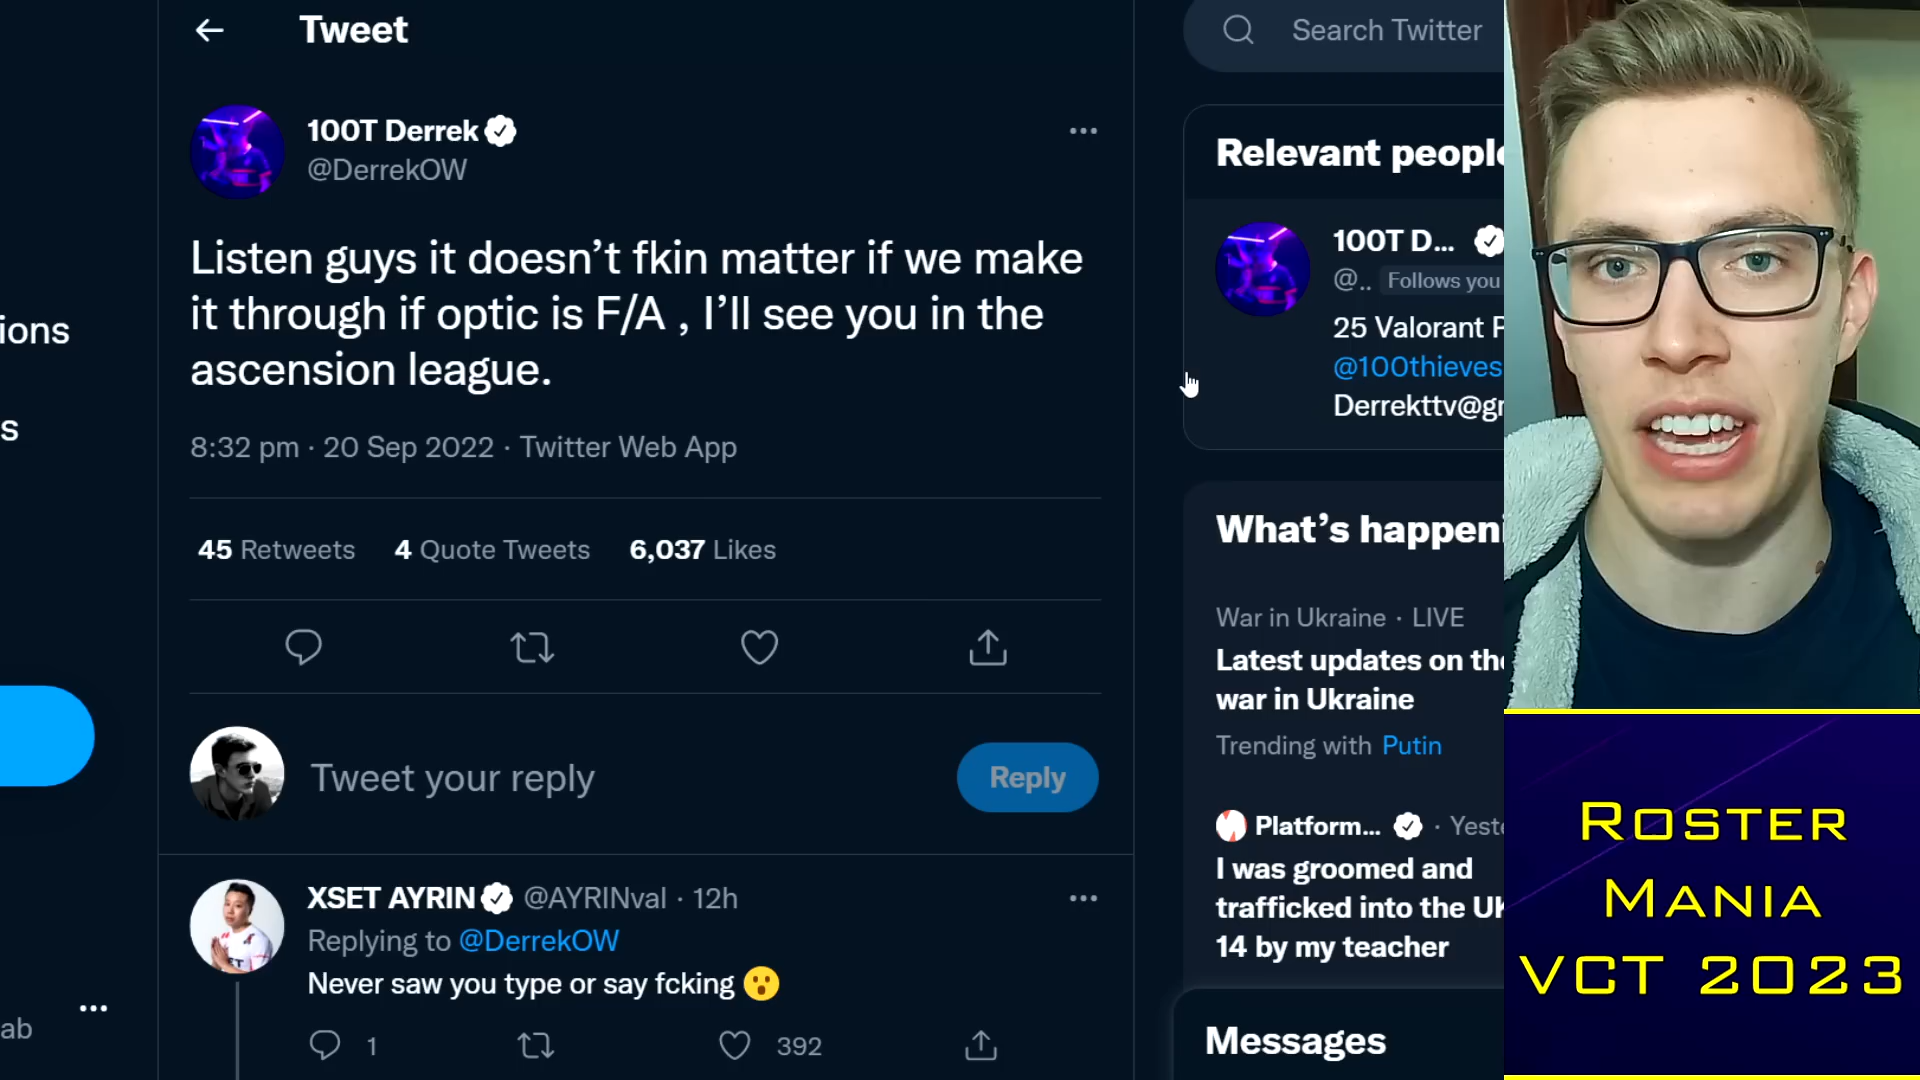 Tweet
Search Twitter
100T Derrek
@DerrekOW
Listen guys it doesn’t fkin matter if we make
it through if optic is F/A , I’ll see you in the
ascension league.
8:32 pm · 20 Sep 2022 · Twitter Web App
45 Retweets 4 Quote Tweets 6,037 Likes
Tweet your reply
Reply
XSET AYRIN @AYRINval · 12h
Replying to @DerrekOW
Never saw you type or say fcking 😮
1
392
ions
s
ab
Relevant people
100T D...
@.. Follows you
25 Valorant
@100thieves
Derrekttv@g
What’s happeni
War in Ukraine · LIVE
Latest updates on the
war in Ukraine
Trending with Putin
Platform... · Yeste
I was groomed and
trafficked into the UK
14 by my teacher
Messages
ROSTER
MANIA
VCT 2023